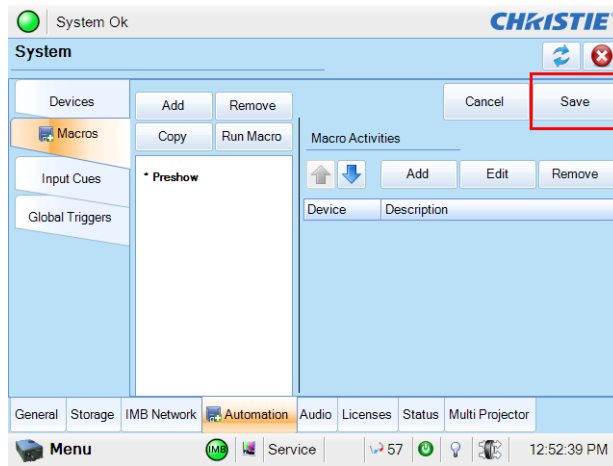 System Ok
CHRISTIE
System
Devices
Macros
Input Cues
Global Triggers
Add Remove
Copy Run Macro
* Preshow
Cancel Save
Macro Activities
Add Edit Remove
Device Description
General Storage IMB Network Automation Audio Licenses Status Multi Projector
Menu IMB Service 57 12:52:39 PM